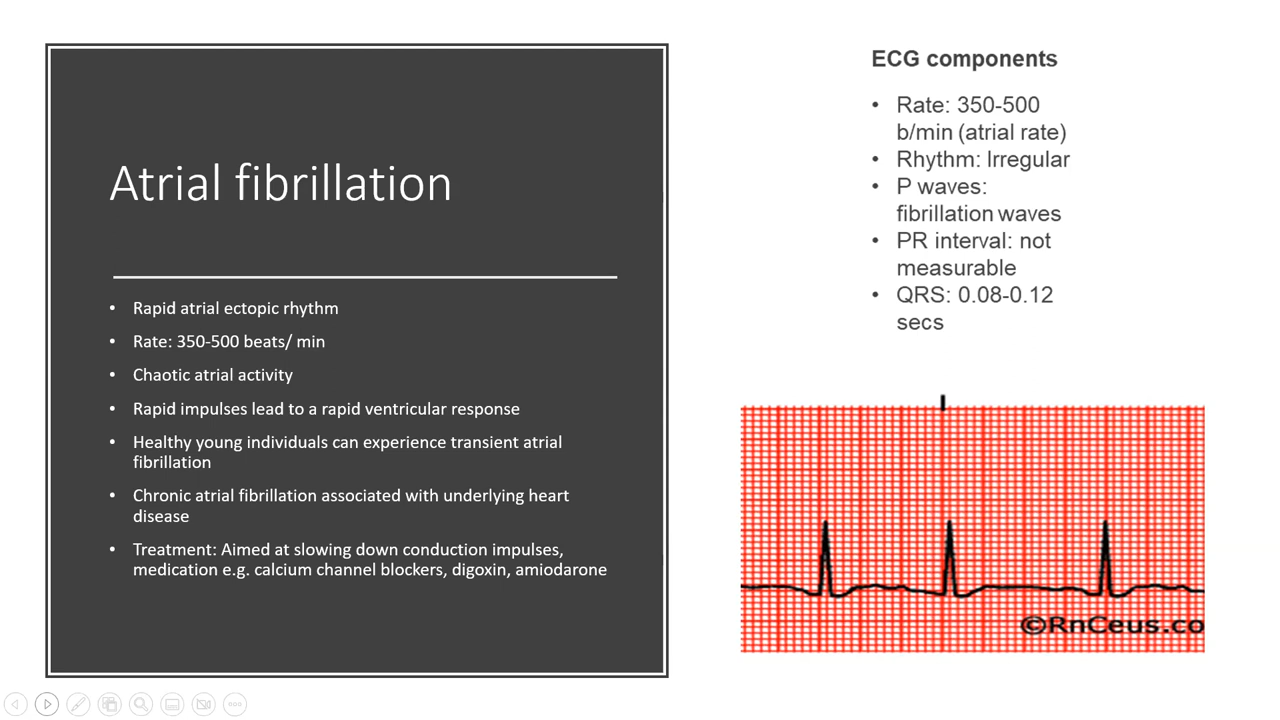 Atrial fibrillation
• Rapid atrial ectopic rhythm
• Rate: 350-500 beats/ min
• Chaotic atrial activity
• Rapid impulses lead to a rapid ventricular response
• Healthy young individuals can experience transient atrial
fibrillation
• Chronic atrial fibrillation associated with underlying heart
disease
• Treatment: Aimed at slowing down conduction impulses,
medication e.g. calcium channel blockers, digoxin, amiodarone
ECG components
• Rate: 350-500
b/min (atrial rate)
• Rhythm: Irregular
• P waves:
fibrillation waves
• PR interval: not
measurable
• QRS: 0.08-0.12
secs
©RnCeus.co